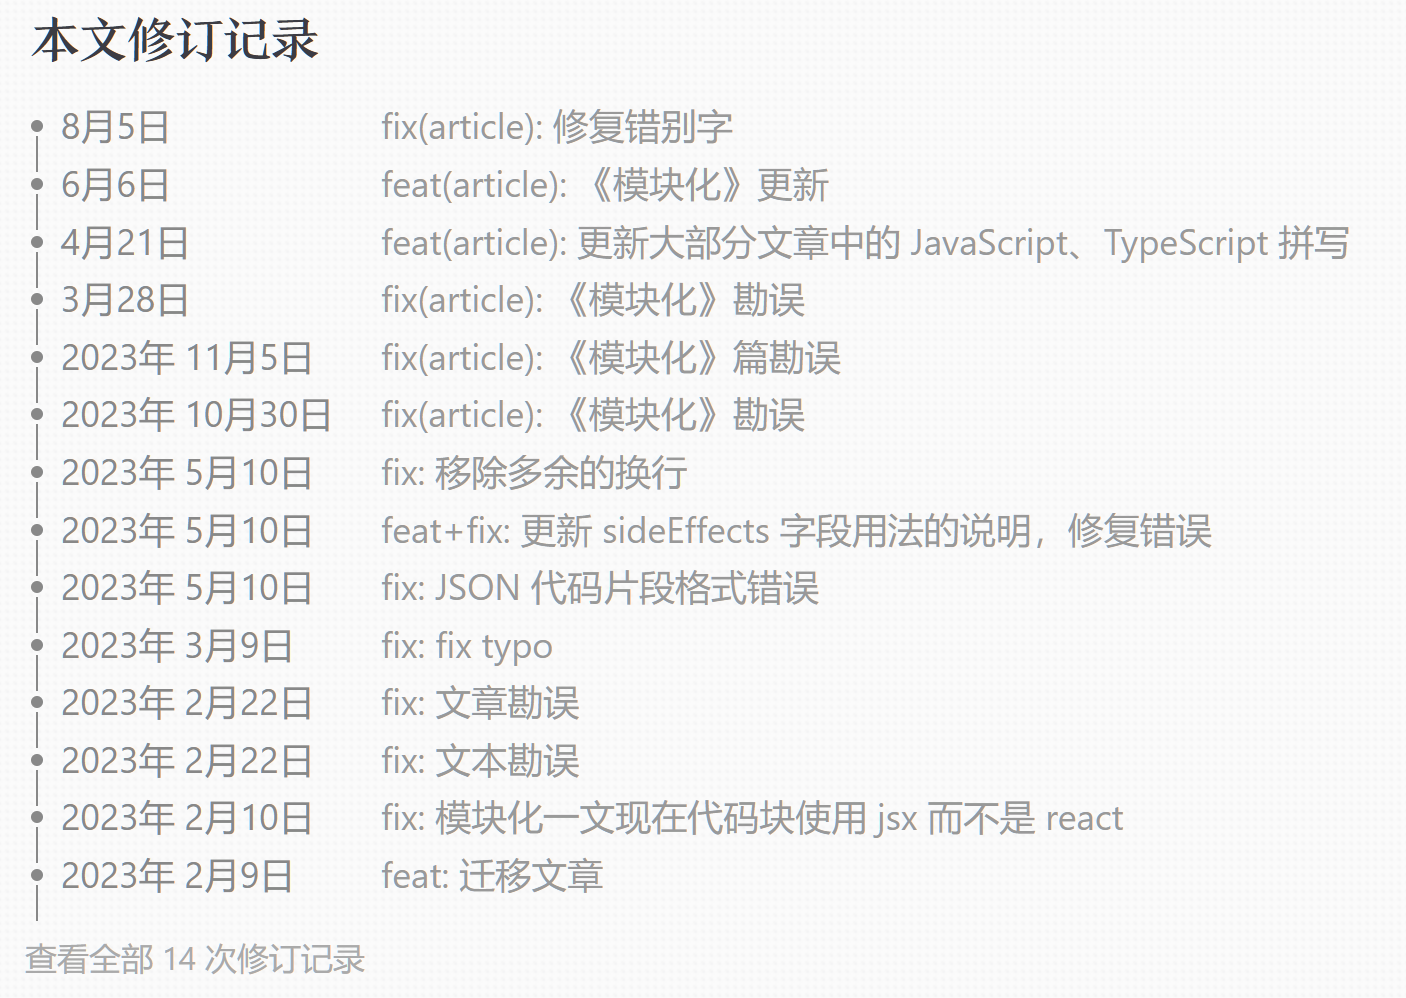 本文修订记录
8月5日 fix(article): 修复错别字
6月6日 feat(article): 《模块化》更新
4月21日 feat(article): 更新大部分文章中的 JavaScript、TypeScript 拼写
3月28日 fix(article): 《模块化》勘误
2023年 11月5日 fix(article): 《模块化》篇勘误
2023年 10月30日 fix(article): 《模块化》勘误
2023年 5月10日 fix: 移除多余的换行
2023年 5月10日 feat+fix: 更新 sideEffects 字段用法的说明，修复错误
2023年 5月10日 fix: JSON 代码片段格式错误
2023年 3月9日 fix: fix typo
2023年 2月22日 fix: 文章勘误
2023年 2月22日 fix: 文本勘误
2023年 2月10日 fix: 模块化一文现在代码块使用 jsx 而不是 react
2023年 2月9日 feat: 迁移文章
查看全部 14 次修订记录